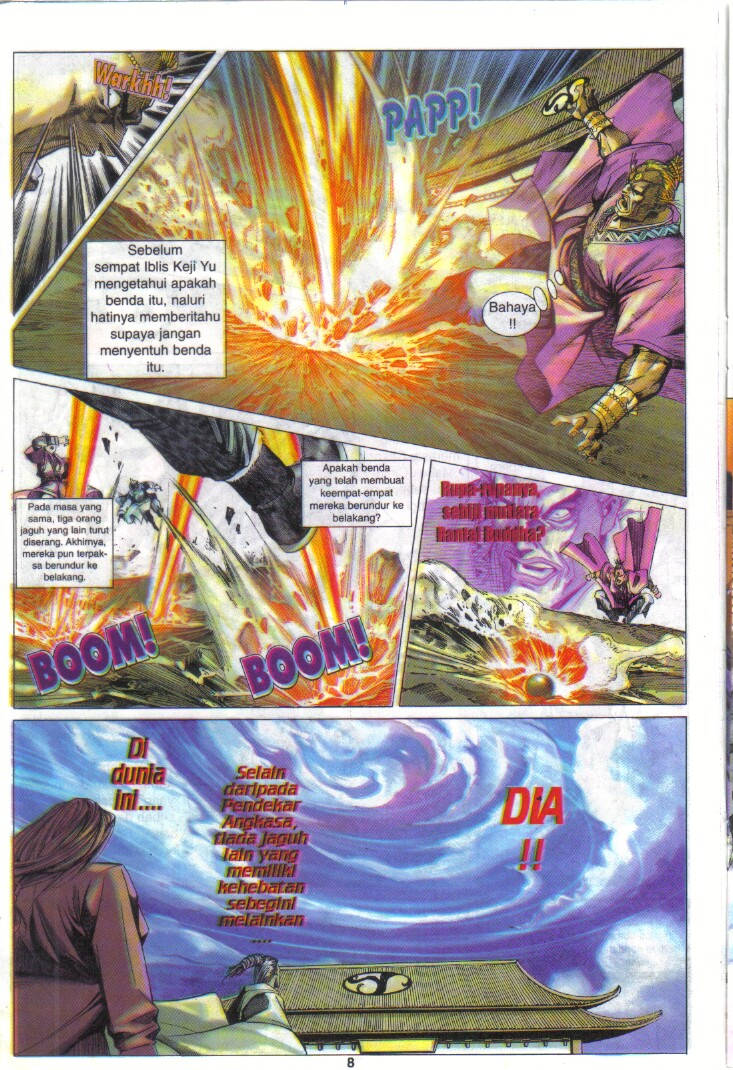 Warkhh!
PAPP!
Sebelum
sempat Iblis Keji Yu
mengetahui apakah
benda itu, naluri
hatinya memberitahu
supaya jangan
menyentuh benda
itu.
Bahaya
!!
Pada masa yang
sama, tiga orang
jaguh yang lain turut
diserang. Akhirnya,
mereka pun terpak-
sa berundur ke
belakang.
Apakah benda
yang telah membuat
keempat-empat
mereka berundur ke
belakang?
BOOM!
BOOM!
Rupa-rupanya,
sebiji mutiara
Rantai Buddha?
Di
dunia
ini....
Selain
daripada
Pendekar
Angkasa,
tiada jaguh
lain yang
memiliki
kehebatan
sebegini
melainkan
....
DIA
!!
8